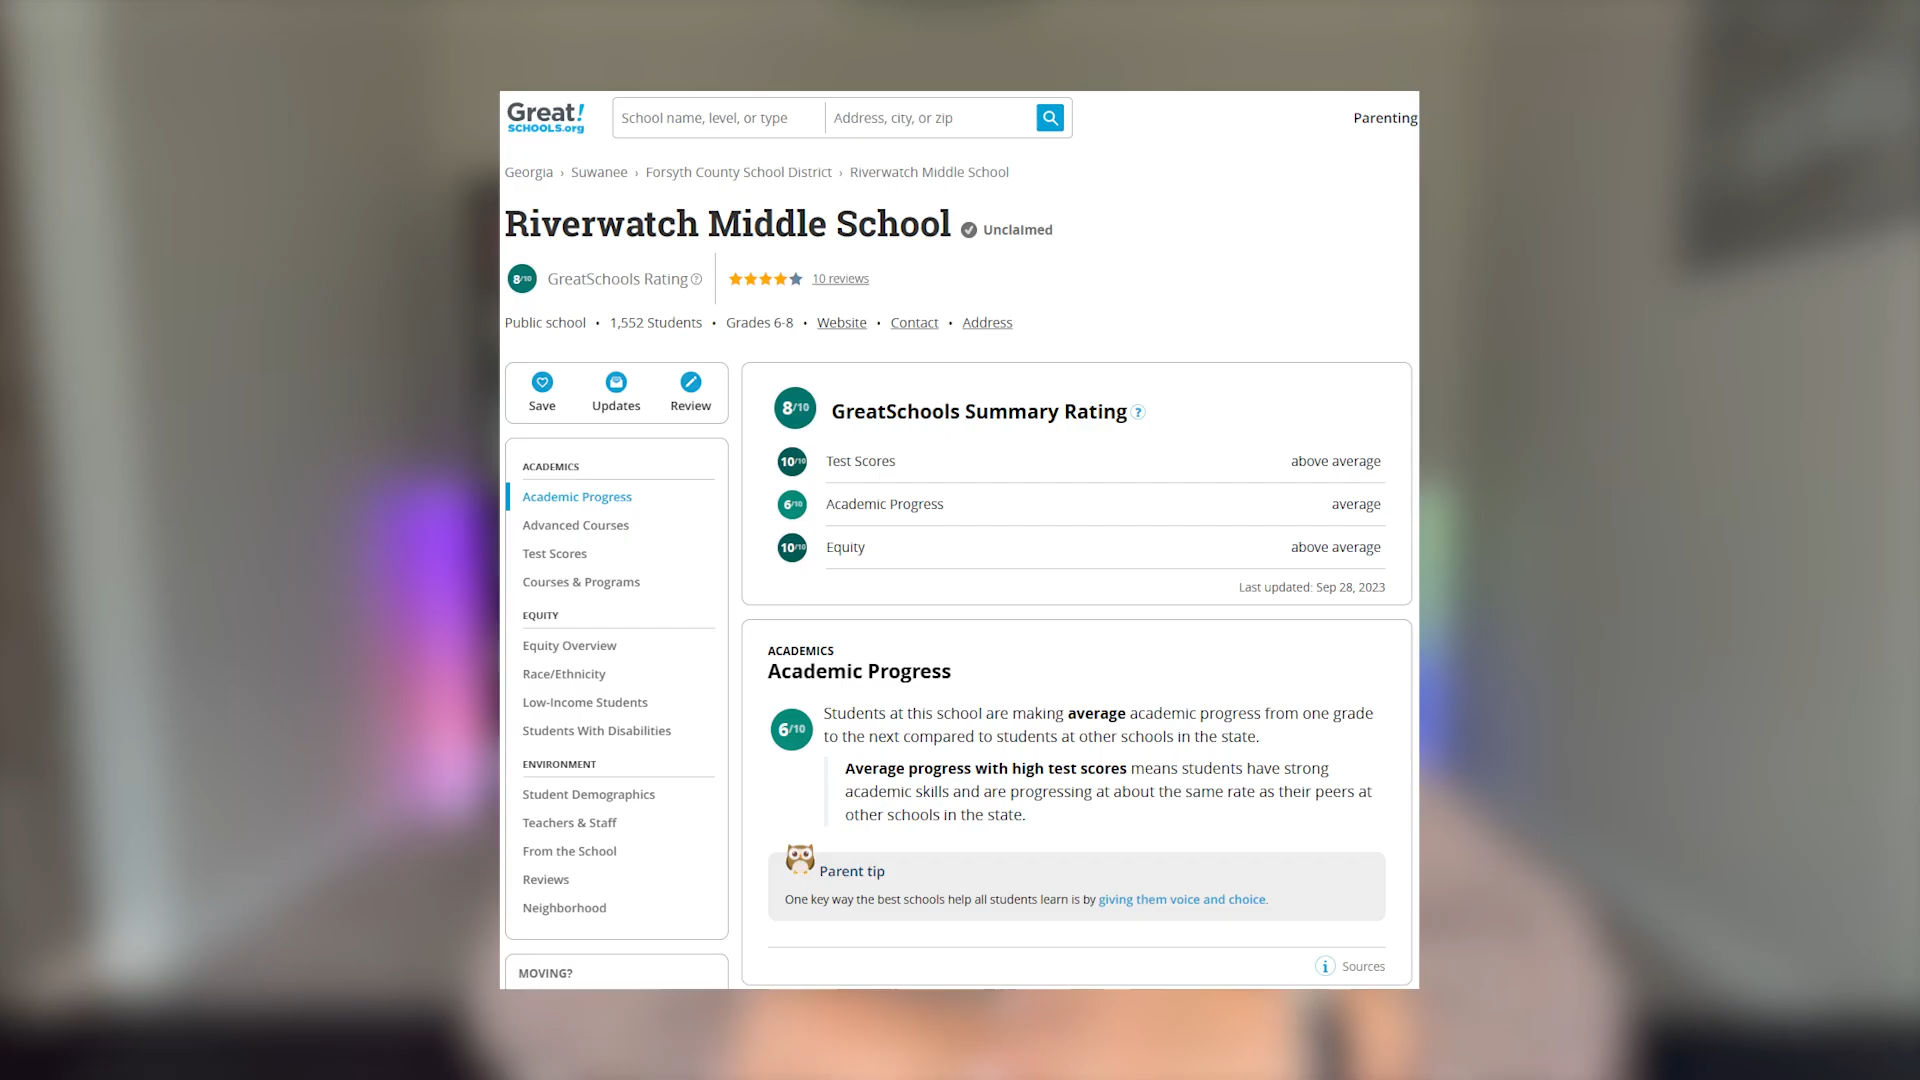 Great!
SCHOOLS.org
School name, level, or type
Address, city, or zip
Parenting
Georgia › Suwanee › Forsyth County School District › Riverwatch Middle School
Riverwatch Middle School Unclaimed
8/10 GreatSchools Rating ? 10 reviews
Public school • 1,552 Students • Grades 6-8 • Website • Contact • Address
Save Updates Review
ACADEMICS
Academic Progress
Advanced Courses
Test Scores
Courses & Programs
EQUITY
Equity Overview
Race/Ethnicity
Low-Income Students
Students With Disabilities
ENVIRONMENT
Student Demographics
Teachers & Staff
From the School
Reviews
Neighborhood
MOVING?
8/10 GreatSchools Summary Rating ?
10/10 Test Scores above average
6/10 Academic Progress average
10/10 Equity above average
Last updated: Sep 28, 2023
ACADEMICS
Academic Progress
6/10
Students at this school are making average academic progress from one grade
to the next compared to students at other schools in the state.
Average progress with high test scores means students have strong
academic skills and are progressing at about the same rate as their peers at
other schools in the state.
Parent tip
One key way the best schools help all students learn is by giving them voice and choice.
i Sources